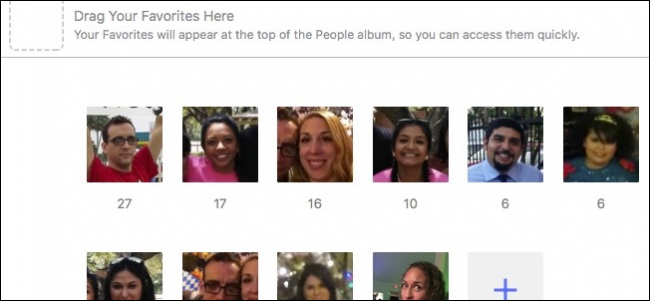 Drag Your Favorites Here
Your Favorites will appear at the top of the People album, so you can access them quickly.
27 17 16 10 6 6